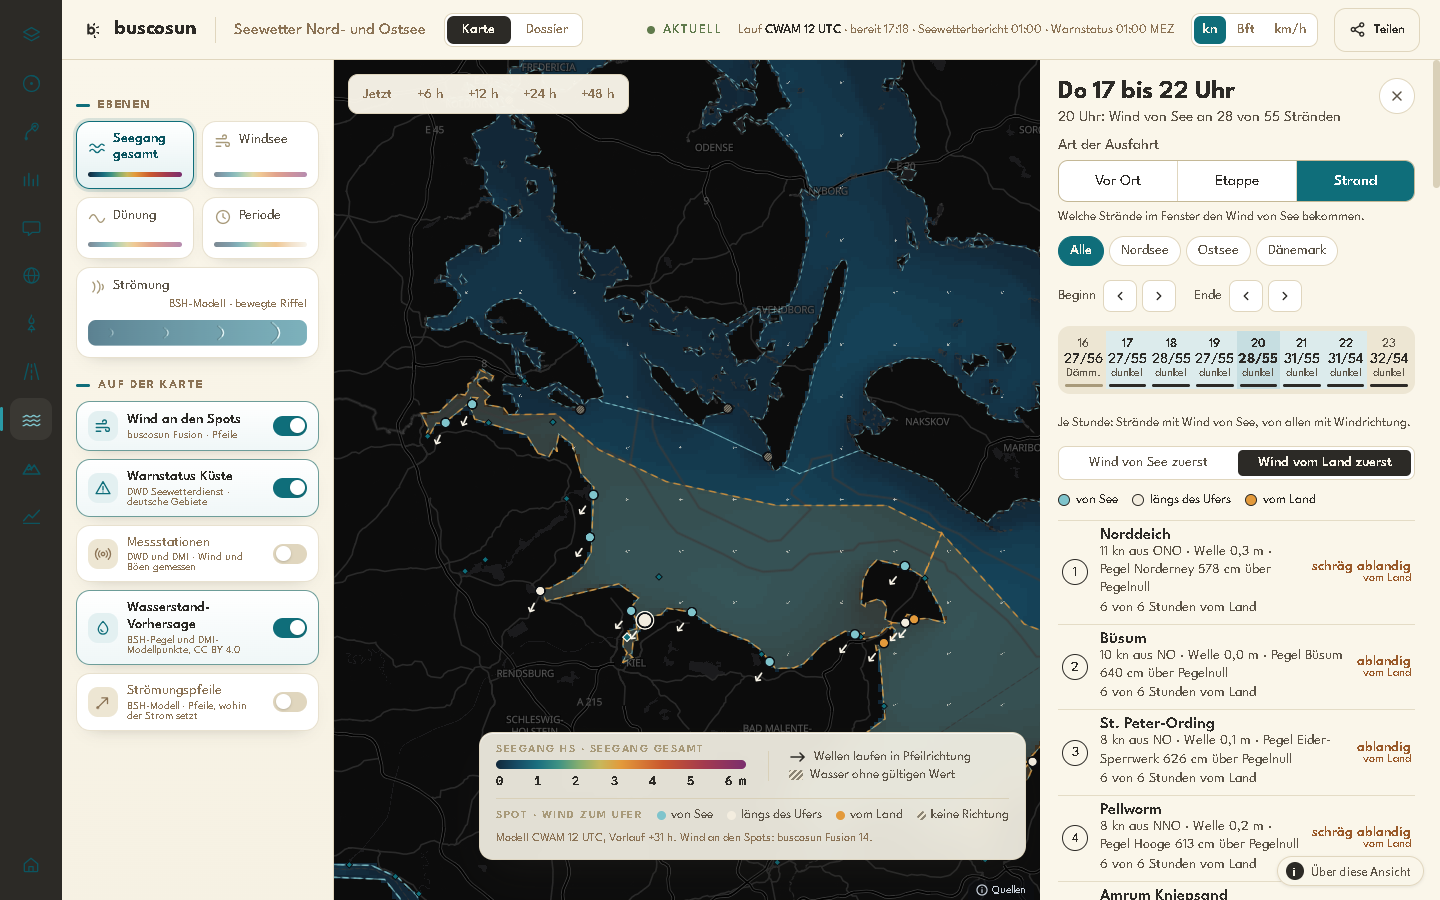 buscosun
Seewetter Nord- und Ostsee
Karte
Dossier
AKTUELL
Lauf CWAM 12 UTC · bereit 17:18 · Seewetterbericht 01:00 · Warnstatus 01:00 MEZ
kn
Bft
km/h
Teilen
EBENEN
Seegang
gesamt
Windsee
Dünung
Periode
Strömung
BSH-Modell · bewegte Riffel
AUF DER KARTE
Wind an den Spots
buscosun Fusion · Pfeile
Warnstatus Küste
DWD Seewetterdienst ·
deutsche Gebiete
Messstationen
DWD und DMI · Wind und
Böen gemessen
Wasserstand-
Vorhersage
BSH-Pegel und DMI-
Modellpunkte, CC BY 4.0
Strömungspfeile
BSH-Modell · Pfeile, wohin
der Strom setzt
Jetzt
+6 h
+12 h
+24 h
+48 h
FREDERICIA
E 45
ODENSE
NYBORG
E 20
9
SVENDBORG
8
NAKSKOV
KIEL
RENDSBURG
A 215
SCHLESWIG-
HOLSTEIN
BAD MALENTE-
SEEGANG HS · SEEGANG GESAMT
0 1 2 3 4 5 6 m
Wellen laufen in Pfeilrichtung
Wasser ohne gültigen Wert
SPOT · WIND ZUM UFER
von See
längs des Ufers
vom Land
keine Richtung
Modell CWAM 12 UTC, Vorlauf +31 h. Wind an den Spots: buscosun Fusion 14.
Quellen
Do 17 bis 22 Uhr
20 Uhr: Wind von See an 28 von 55 Stränden
Art der Ausfahrt
Vor Ort
Etappe
Strand
Welche Strände im Fenster den Wind von See bekommen.
Alle
Nordsee
Ostsee
Dänemark
Beginn
Ende
16 17 18 19 20 21 22 23
27/56 27/55 28/55 27/55 28/55 31/55 31/54 32/54
Dämm. dunkel dunkel dunkel dunkel dunkel dunkel dunkel
Je Stunde: Strände mit Wind von See, von allen mit Windrichtung.
Wind von See zuerst
Wind vom Land zuerst
von See
längs des Ufers
vom Land
1
Norddeich
11 kn aus ONO · Welle 0,3 m ·
Pegel Norderney 578 cm über
Pegelnull
6 von 6 Stunden vom Land
schräg ablandig
vom Land
2
Büsum
10 kn aus NO · Welle 0,0 m · Pegel Büsum
640 cm über Pegelnull
6 von 6 Stunden vom Land
ablandig
vom Land
3
St. Peter-Ording
8 kn aus NO · Welle 0,1 m · Pegel Eider-
Sperrwerk 626 cm über Pegelnull
6 von 6 Stunden vom Land
ablandig
vom Land
4
Pellworm
8 kn aus NNO · Welle 0,2 m ·
Pegel Hooge 613 cm über Pegelnull
6 von 6 Stunden vom Land
schräg ablandig
vom Land
Amrum Kniepsand
Über diese Ansicht